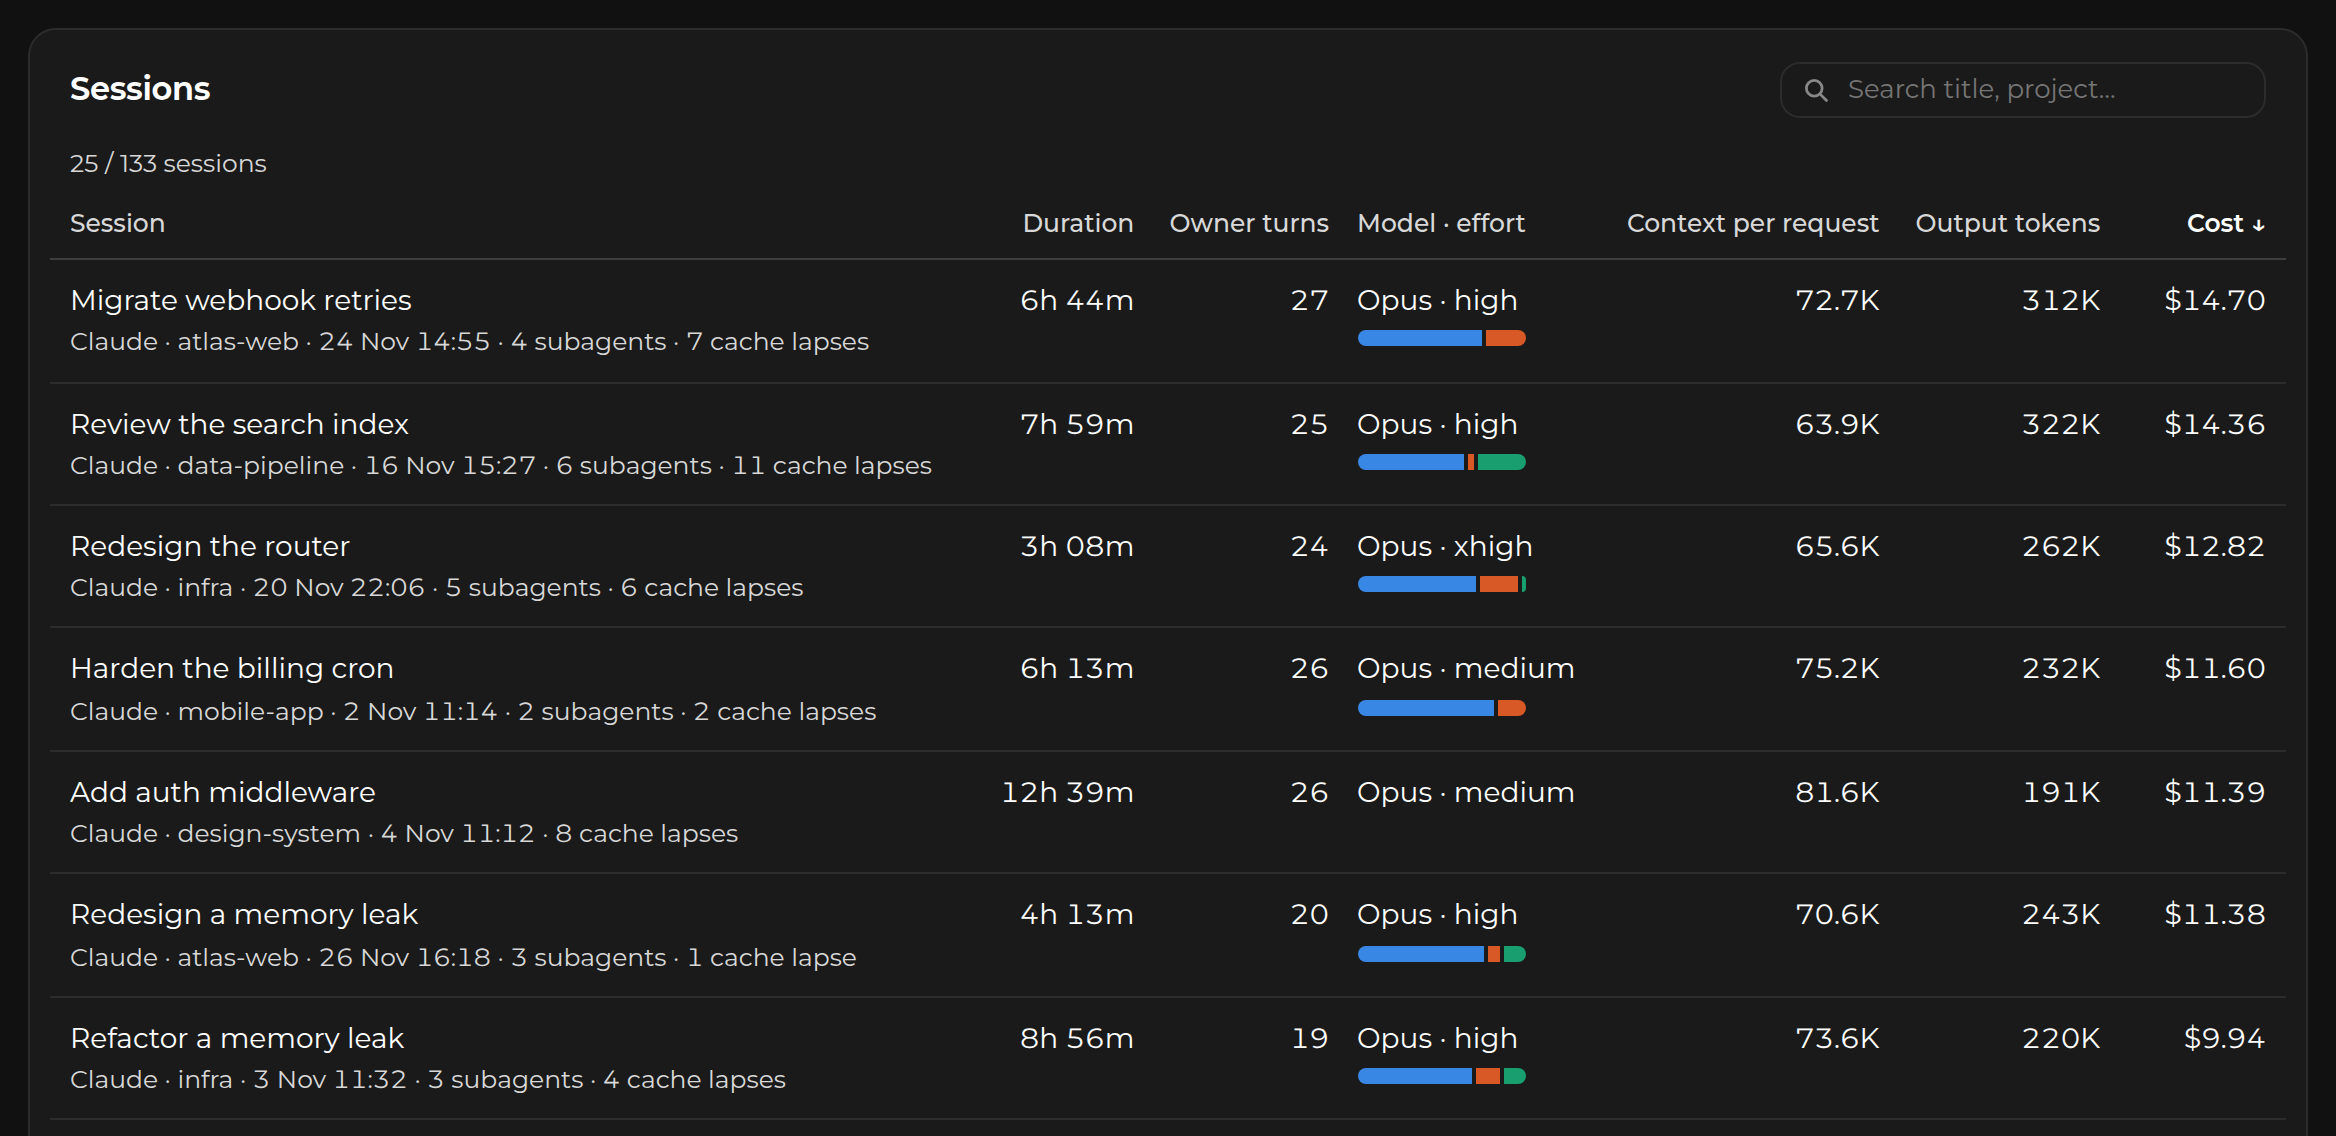 Sessions
Search title, project...
25 / 133 sessions
Session Duration Owner turns Model · effort Context per request Output tokens Cost ↓
Migrate webhook retries 6h 44m 27 Opus · high 72.7K 312K $14.70
Claude · atlas-web · 24 Nov 14:55 · 4 subagents · 7 cache lapses
Review the search index 7h 59m 25 Opus · high 63.9K 322K $14.36
Claude · data-pipeline · 16 Nov 15:27 · 6 subagents · 11 cache lapses
Redesign the router 3h 08m 24 Opus · xhigh 65.6K 262K $12.82
Claude · infra · 20 Nov 22:06 · 5 subagents · 6 cache lapses
Harden the billing cron 6h 13m 26 Opus · medium 75.2K 232K $11.60
Claude · mobile-app · 2 Nov 11:14 · 2 subagents · 2 cache lapses
Add auth middleware 12h 39m 26 Opus · medium 81.6K 191K $11.39
Claude · design-system · 4 Nov 11:12 · 8 cache lapses
Redesign a memory leak 4h 13m 20 Opus · high 70.6K 243K $11.38
Claude · atlas-web · 26 Nov 16:18 · 3 subagents · 1 cache lapse
Refactor a memory leak 8h 56m 19 Opus · high 73.6K 220K $9.94
Claude · infra · 3 Nov 11:32 · 3 subagents · 4 cache lapses